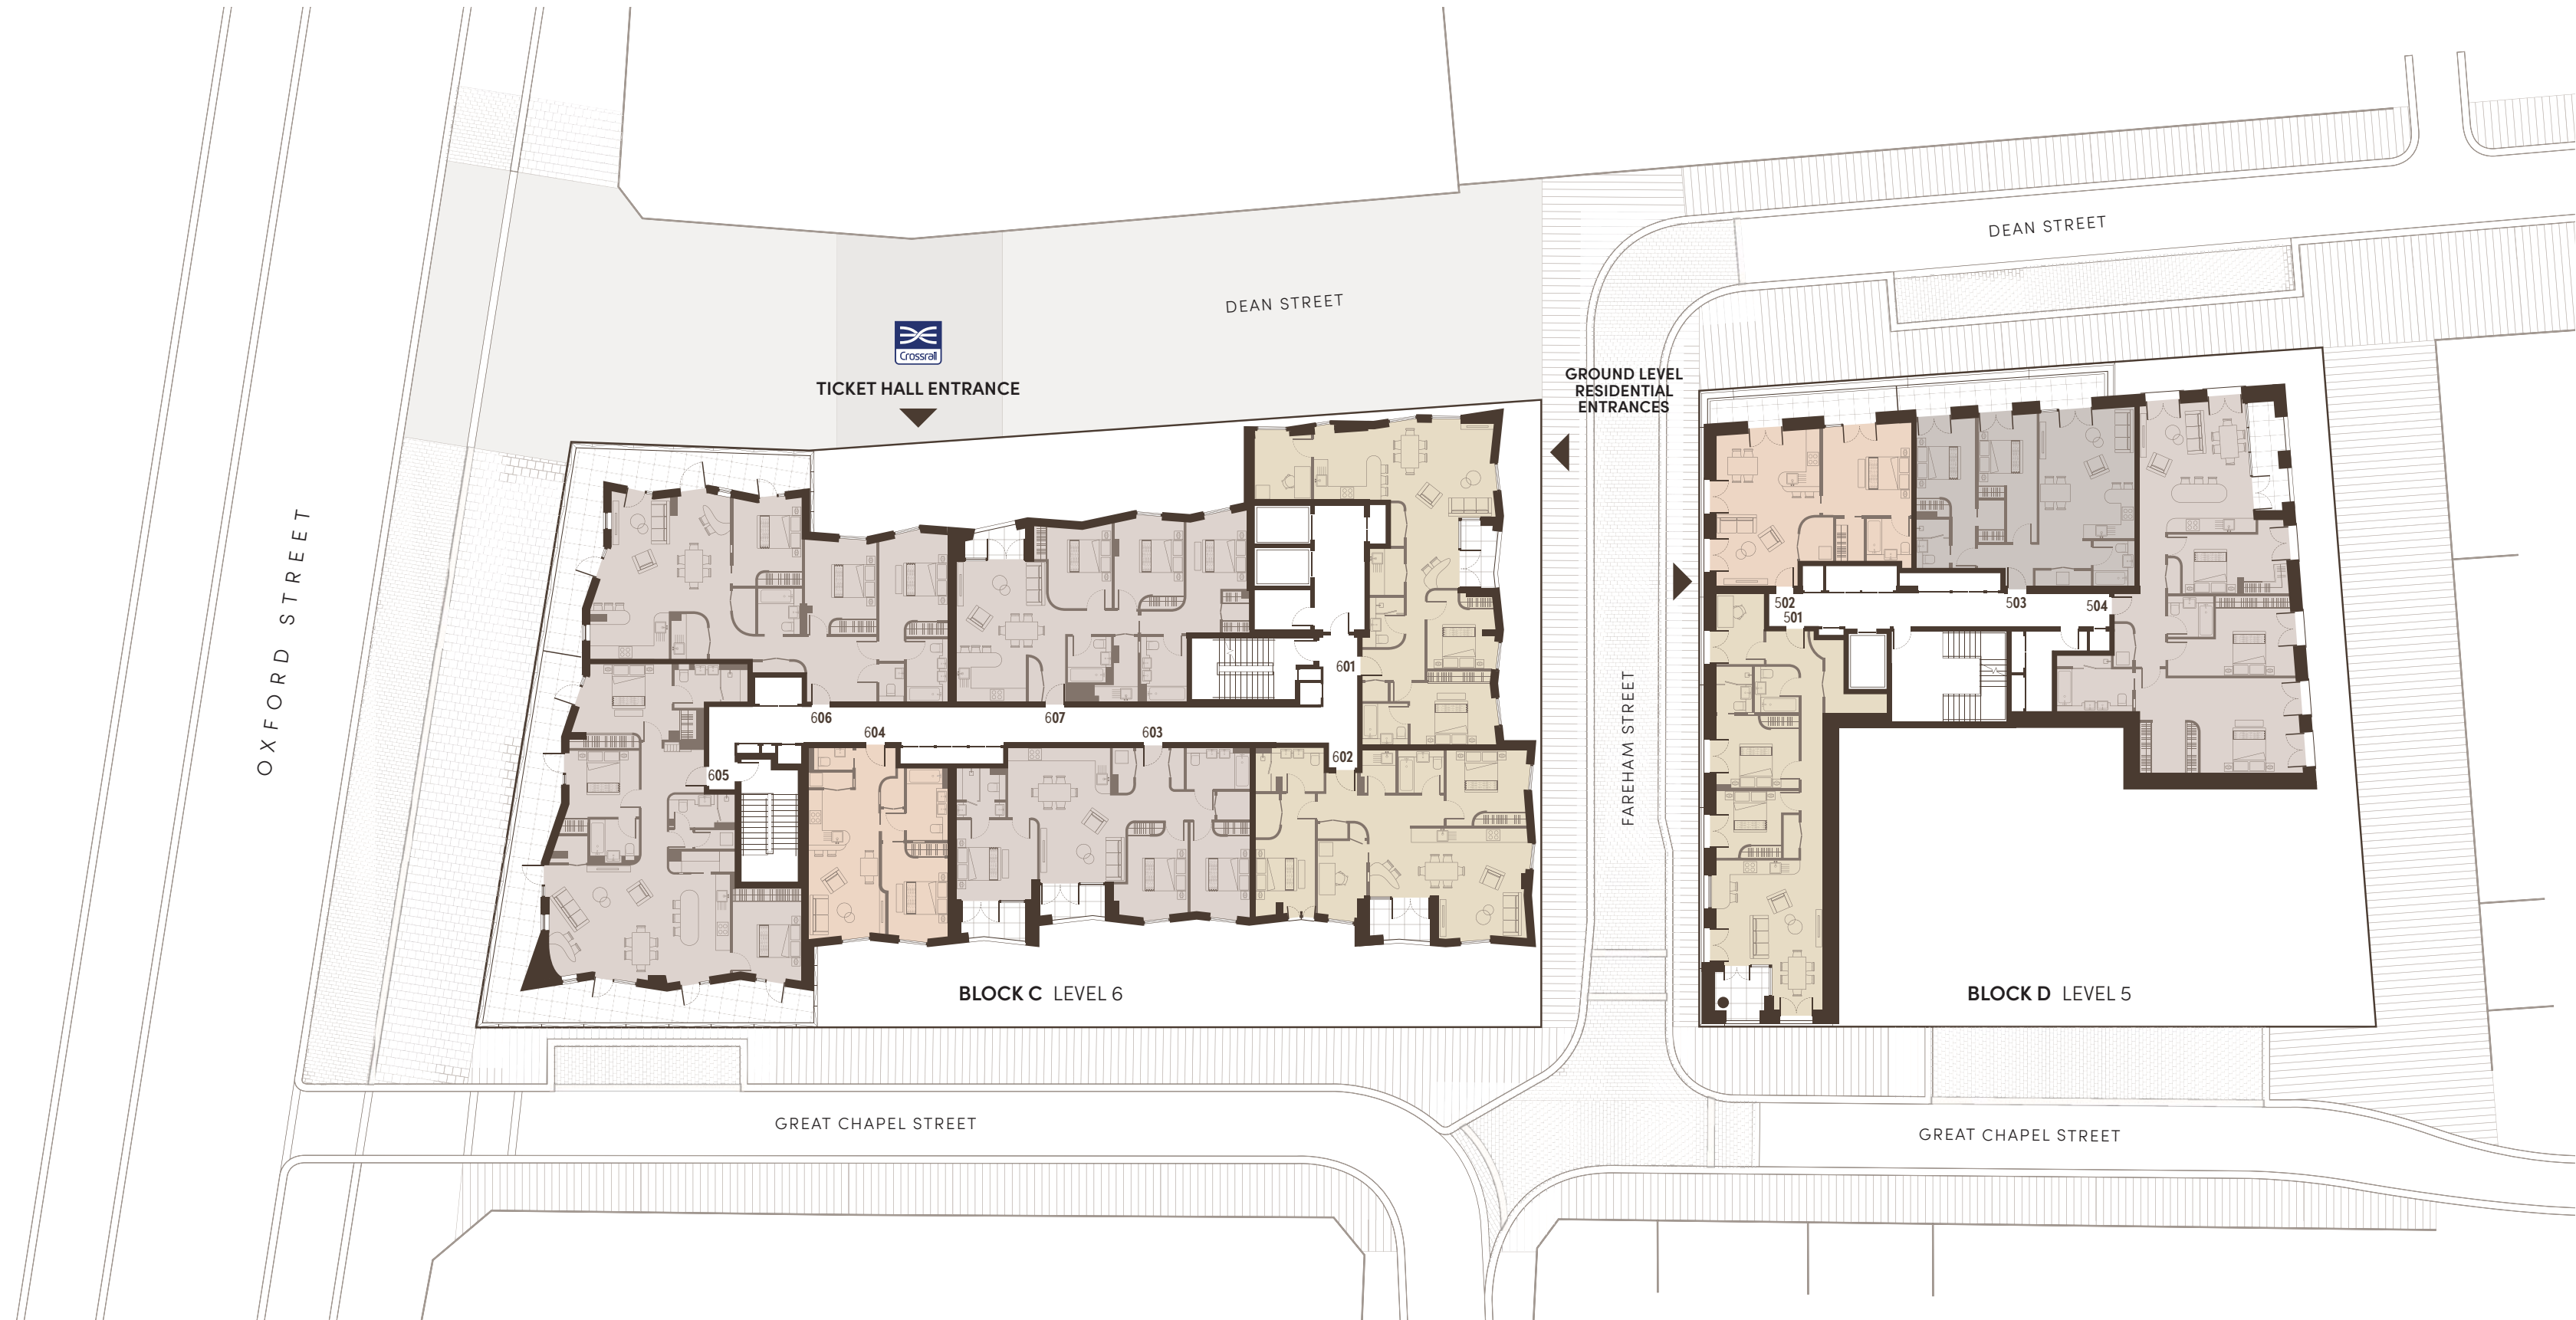 DEAN STREET
DEAN STREET
Crossrail
TICKET HALL ENTRANCE
GROUND LEVEL
RESIDENTIAL
ENTRANCES
OXFORD STREET
FAREHAM STREET
601
602
603
604
605
606
607
502
501
503
504
BLOCK C LEVEL 6
BLOCK D LEVEL 5
GREAT CHAPEL STREET
GREAT CHAPEL STREET